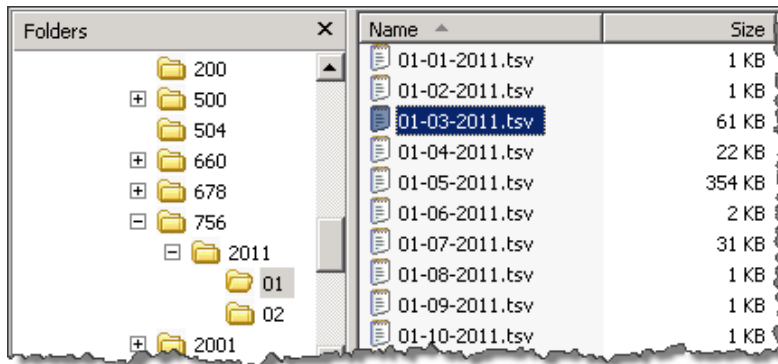 Folders
200
500
504
660
678
756
2011
01
02
2001
Name Size
01-01-2011.tsv 1 KB
01-02-2011.tsv 1 KB
01-03-2011.tsv 61 KB
01-04-2011.tsv 22 KB
01-05-2011.tsv 354 KB
01-06-2011.tsv 2 KB
01-07-2011.tsv 31 KB
01-08-2011.tsv 1 KB
01-09-2011.tsv 1 KB
01-10-2011.tsv 1 KB